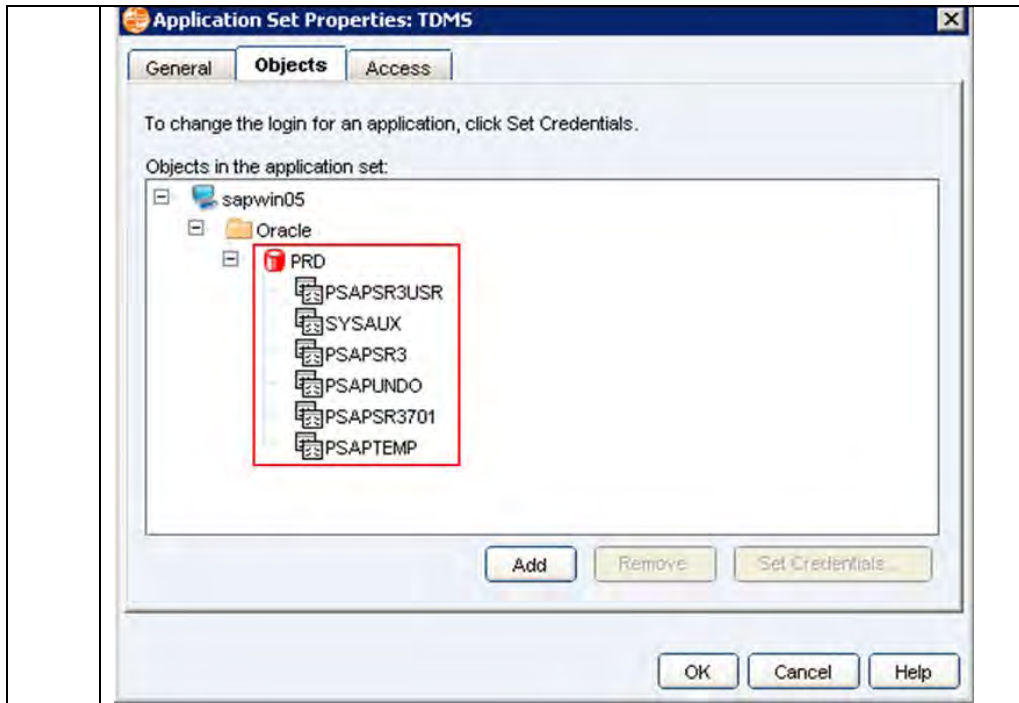 Application Set Properties: TDMS
General Objects Access
To change the login for an application, click Set Credentials.
Objects in the application set:
sapwin05
Oracle
PRD
PSAPSR3USR
SYSAUX
PSAPSR3
PSAPUNDO
PSAPSR3701
PSAPTEMP
Add Remove Set Credentials...
OK Cancel Help